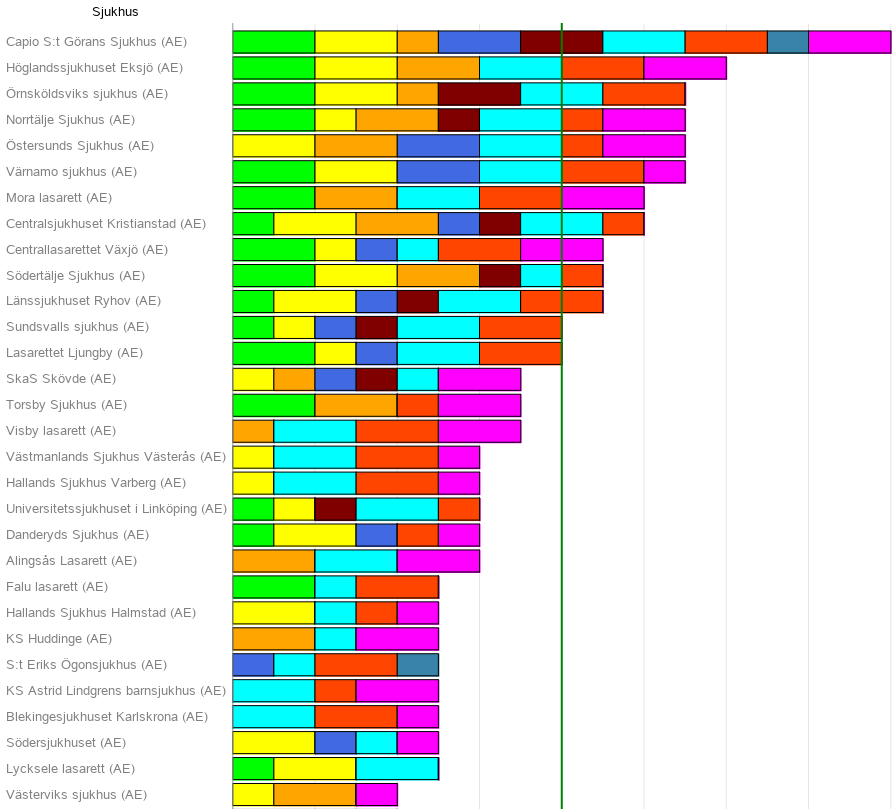 Sjukhus
Capio S:t Görans Sjukhus (AE)
Höglandssjukhuset Eksjö (AE)
Örnsköldsviks sjukhus (AE)
Norrtälje Sjukhus (AE)
Östersunds Sjukhus (AE)
Värnamo sjukhus (AE)
Mora lasarett (AE)
Centralsjukhuset Kristianstad (AE)
Centrallasarettet Växjö (AE)
Södertälje Sjukhus (AE)
Länssjukhuset Ryhov (AE)
Sundsvalls sjukhus (AE)
Lasarettet Ljungby (AE)
SkaS Skövde (AE)
Torsby Sjukhus (AE)
Visby lasarett (AE)
Västmanlands Sjukhus Västerås (AE)
Hallands Sjukhus Varberg (AE)
Universitetssjukhuset i Linköping (AE)
Danderyds Sjukhus (AE)
Alingsås Lasarett (AE)
Falu lasarett (AE)
Hallands Sjukhus Halmstad (AE)
KS Huddinge (AE)
S:t Eriks Ögonsjukhus (AE)
KS Astrid Lindgrens barnsjukhus (AE)
Blekingesjukhuset Karlskrona (AE)
Södersjukhuset (AE)
Lycksele lasarett (AE)
Västerviks sjukhus (AE)